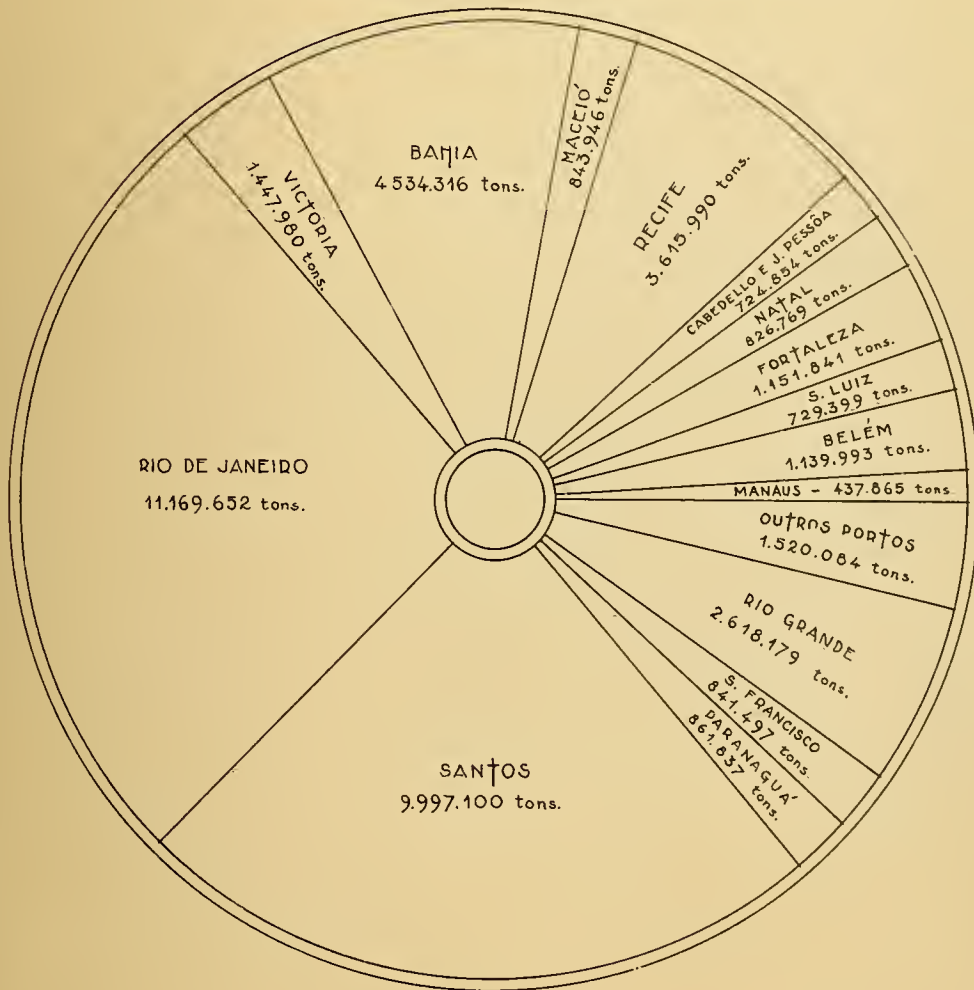 BAHIA
4534.316 tons.
MACEIÓ
843.946 tons.
RECIFE
3.615.990 tons.
CABEDELLO E J. PESSÔA
724.854 tons.
NATAL
826.769 tons.
FORTALEZA
1.151.841 tons.
S. LUIZ
729.399 tons.
BELÉM
1.139.993 tons.
MANAUS - 437.865 tons
OUTROS PORTOS
1.520.084 tons.
RIO GRANDE
2.618.179 tons.
S. FRANCISCO
841.497 tons.
PARANAGUÁ
861.837 tons.
SANTOS
9.997.100 tons.
RIO DE JANEIRO
11.169.652 tons.
VICTORIA
1.447.980 tons.